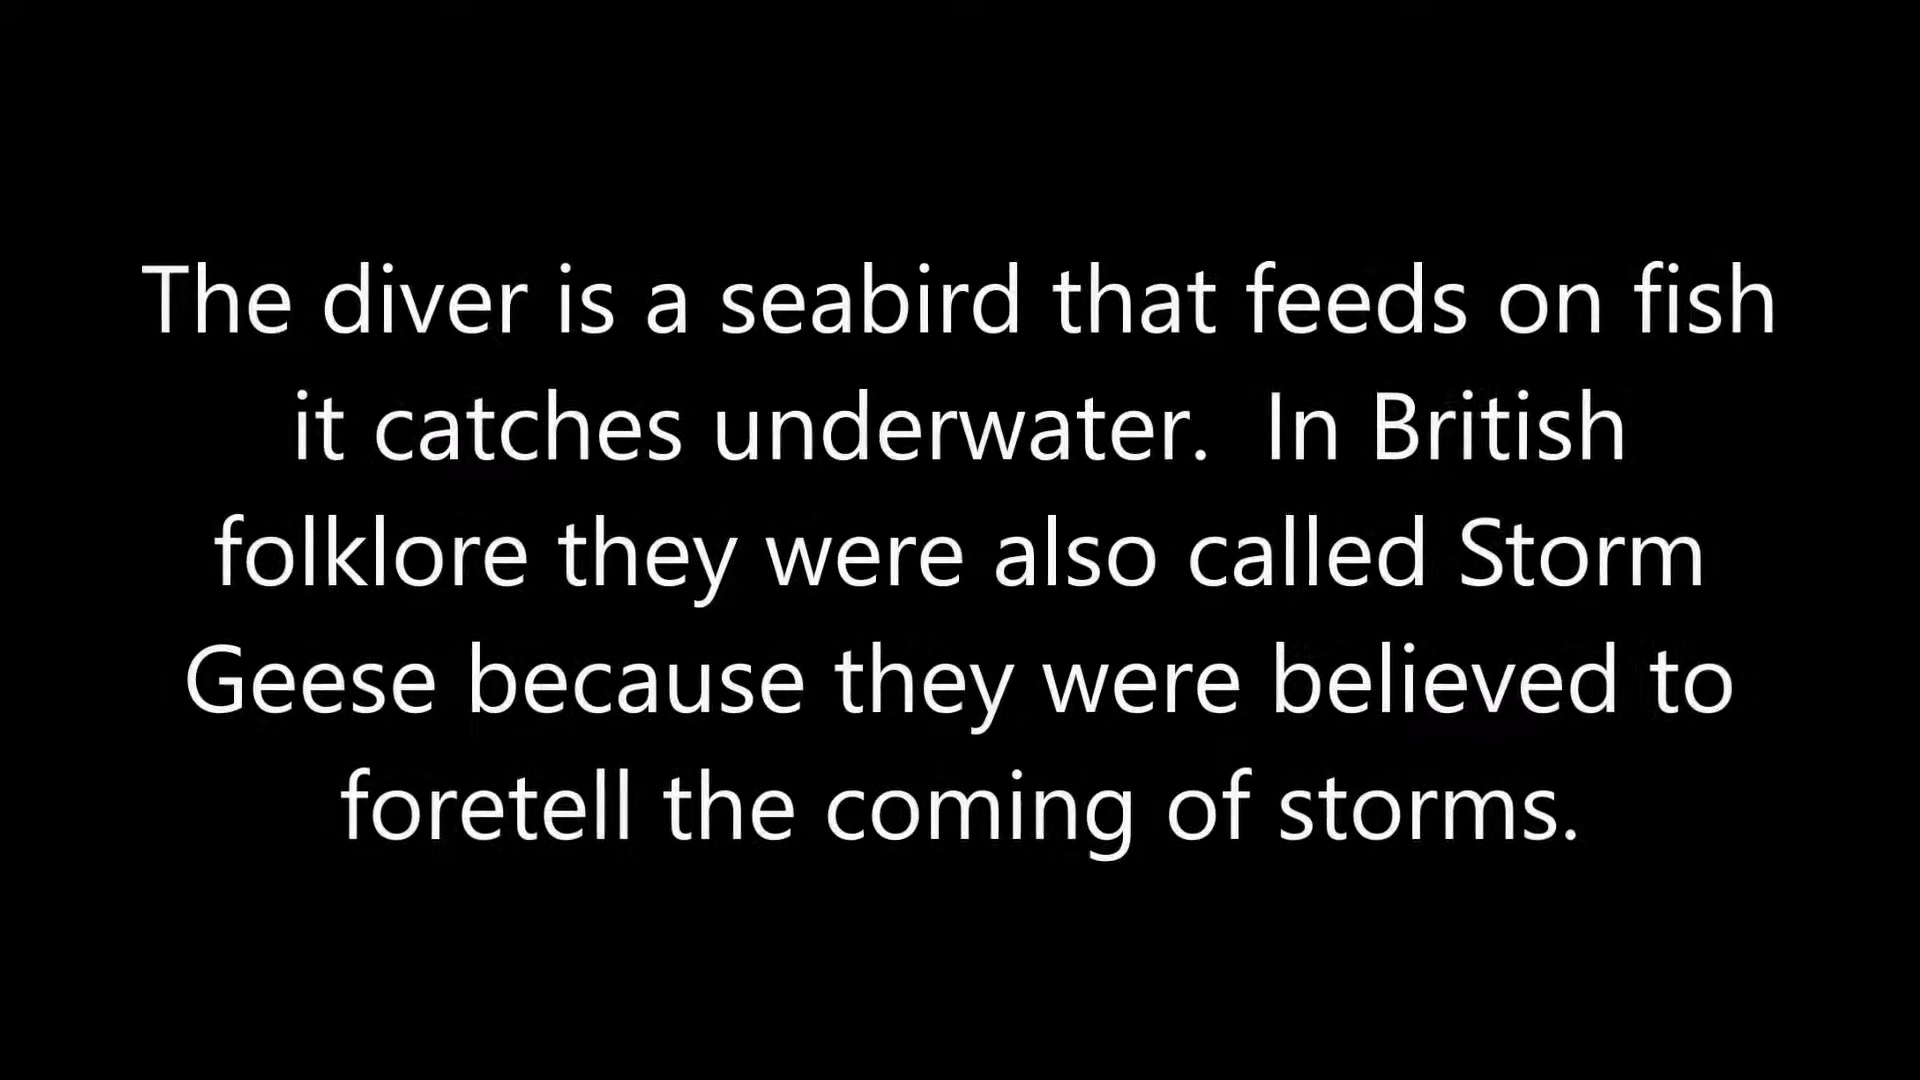 The diver is a seabird that feeds on fish
it catches underwater.  In British
folklore they were also called Storm
Geese because they were believed to
foretell the coming of storms.